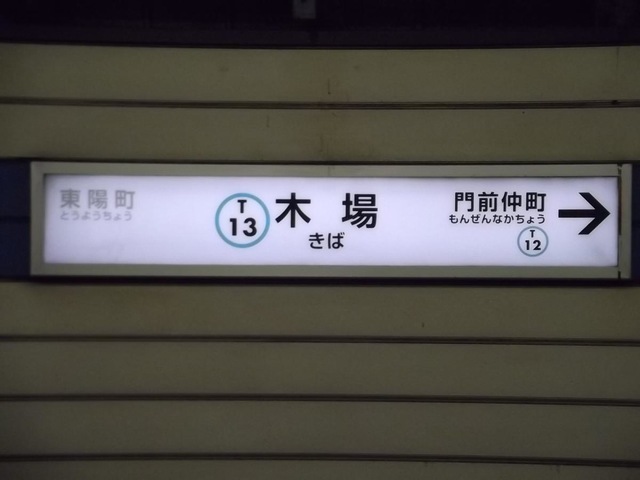 東陽町
とうようちょう
T
13
木場
きば
門前仲町
もんぜんなかちょう
T
12